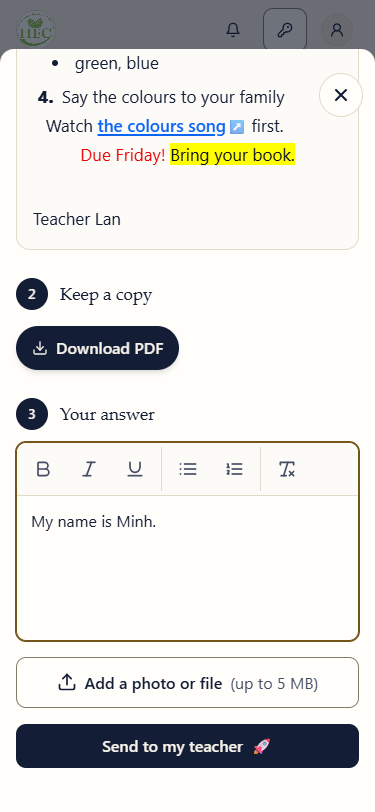 HEC
green, blue
4. Say the colours to your family
Watch the colours song ↗ first.
Due Friday! Bring your book.
Teacher Lan
2 Keep a copy
Download PDF
3 Your answer
B I U
My name is Minh.
Add a photo or file (up to 5 MB)
Send to my teacher 🚀